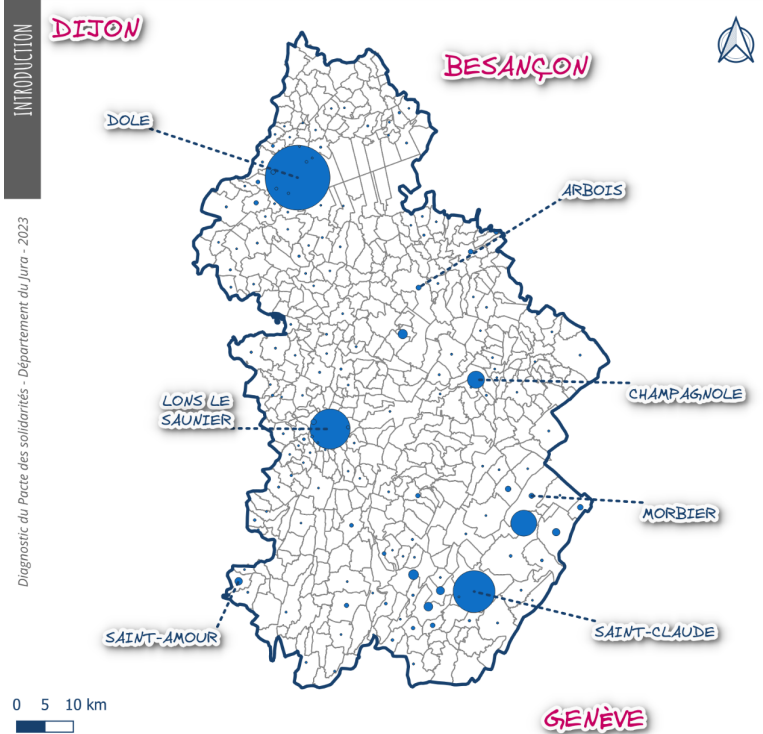 INTRODUCTION
DIJON
BESANÇON
DOLE
ARBOIS
Diagnostic du Pacte des solidarités - Département du Jura - 2023
LONS LE
SAUNIER
CHAMPAGNOLE
MORBIER
SAINT-AMOUR
SAINT-CLAUDE
0 5 10 km
GENÈVE